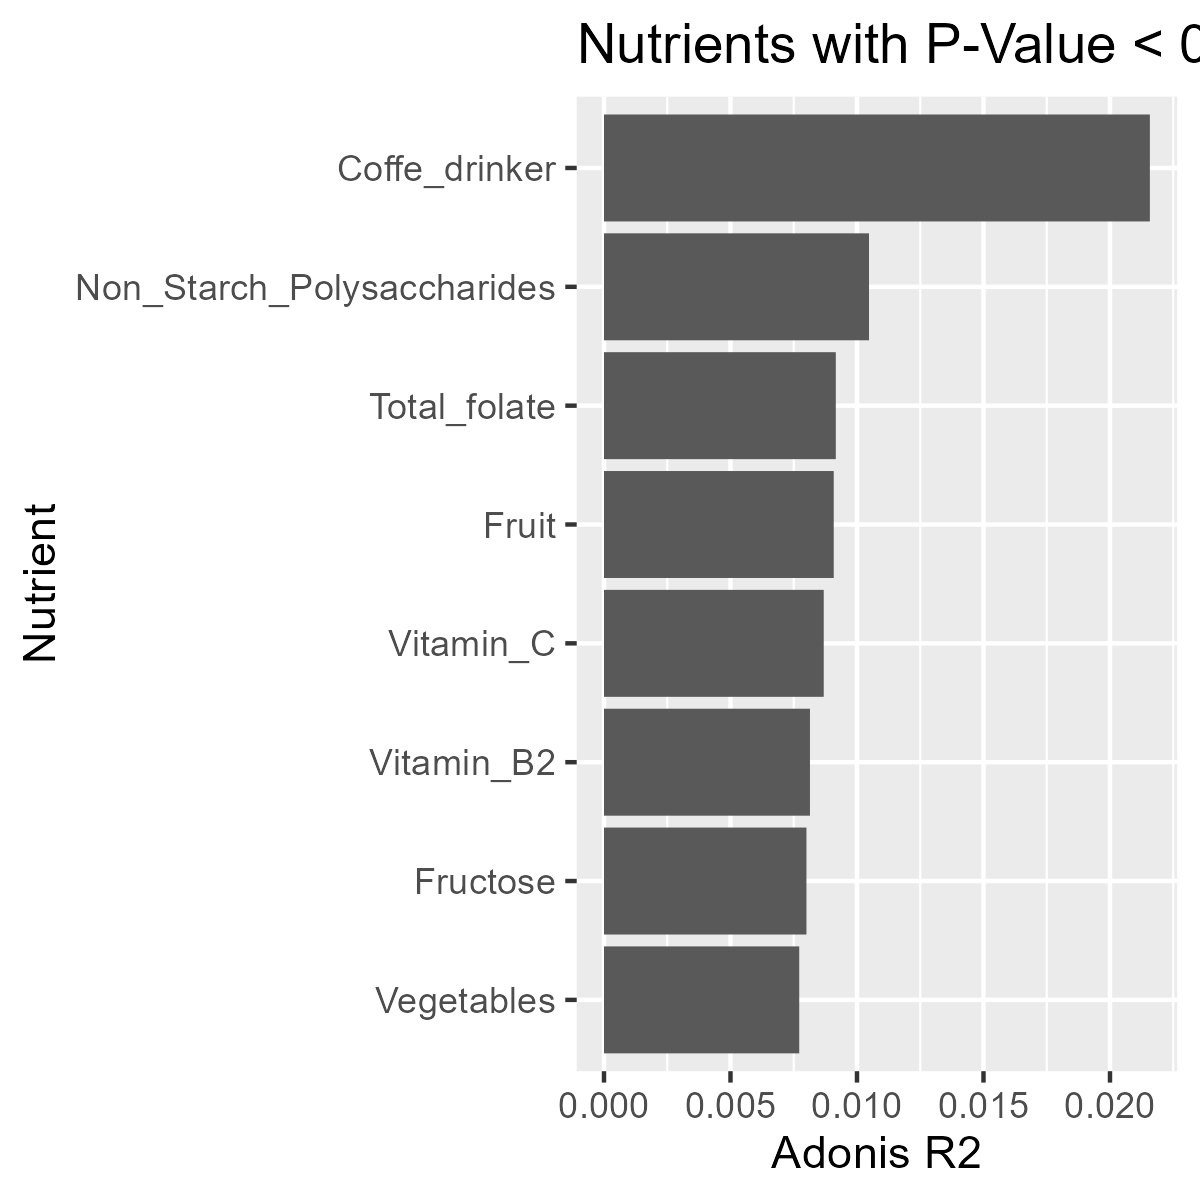 Nutrients with P-Value < 0
Coffe_drinker
Non_Starch_Polysaccharides
Total_folate
Fruit
Vitamin_C
Vitamin_B2
Fructose
Vegetables
Nutrient
0.000 0.005 0.010 0.015 0.020
Adonis R2